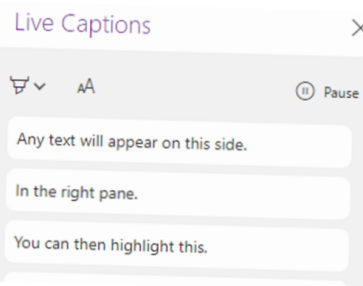 Live Captions
AA Pause
Any text will appear on this side.
In the right pane.
You can then highlight this.